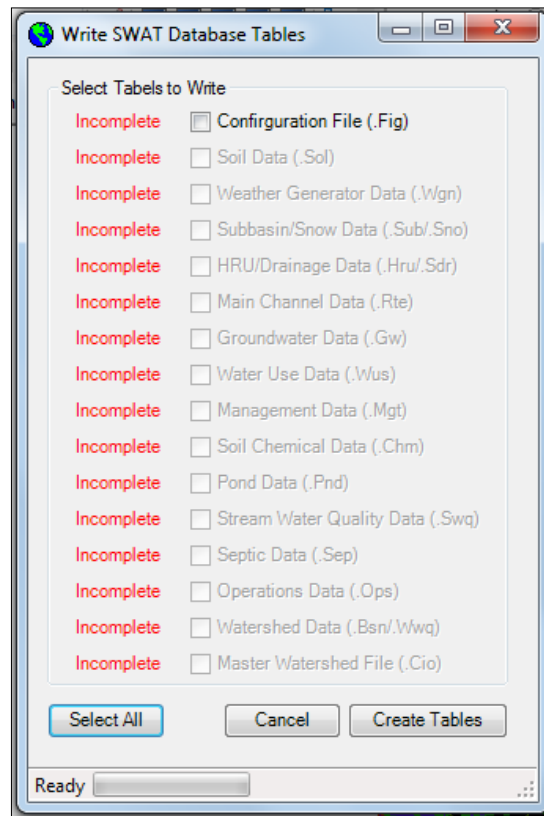 Write SWAT Database Tables
Select Tabels to Write
Incomplete Confirguration File (.Fig)
Incomplete Soil Data (.Sol)
Incomplete Weather Generator Data (.Wgn)
Incomplete Subbasin/Snow Data (.Sub/.Sno)
Incomplete HRU/Drainage Data (.Hru/.Sdr)
Incomplete Main Channel Data (.Rte)
Incomplete Groundwater Data (.Gw)
Incomplete Water Use Data (.Wus)
Incomplete Management Data (.Mgt)
Incomplete Soil Chemical Data (.Chm)
Incomplete Pond Data (.Pnd)
Incomplete Stream Water Quality Data (.Swq)
Incomplete Septic Data (.Sep)
Incomplete Operations Data (.Ops)
Incomplete Watershed Data (.Bsn/.Wwq)
Incomplete Master Watershed File (.Cio)
Select All Cancel Create Tables
Ready